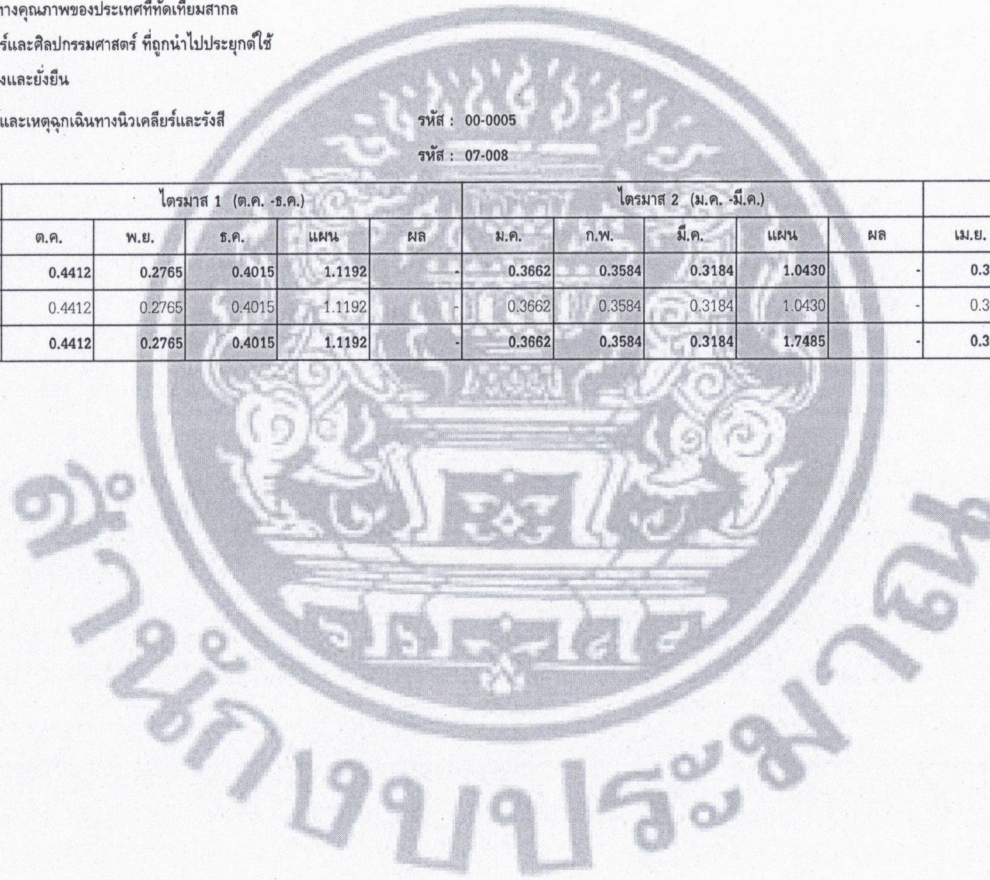 ทางคุณภาพของประเทศที่ทัดเทียมสากล
ร์และศิลปกรรมศาสตร์ ที่ถูกนำไปประยุกต์ใช้
งและยั่งยืน
และเหตุฉุกเฉินทางนิวเคลียร์และรังสี รหัส : 00-0005
รหัส : 07-008
ไตรมาส 1 (ต.ค. -ธ.ค.) ไตรมาส 2 (ม.ค. -มี.ค.)
ต.ค. พ.ย. ธ.ค. แผน ผล ม.ค. ก.พ. มี.ค. แผน ผล เม.ย.
0.4412 0.2765 0.4015 1.1192 - 0.3662 0.3584 0.3184 1.0430 - 0.3
0.4412 0.2765 0.4015 1.1192 - 0.3662 0.3584 0.3184 1.0430 - 0.3
0.4412 0.2765 0.4015 1.1192 - 0.3662 0.3584 0.3184 1.7485 - 0.3
สำนักงบประมาณ